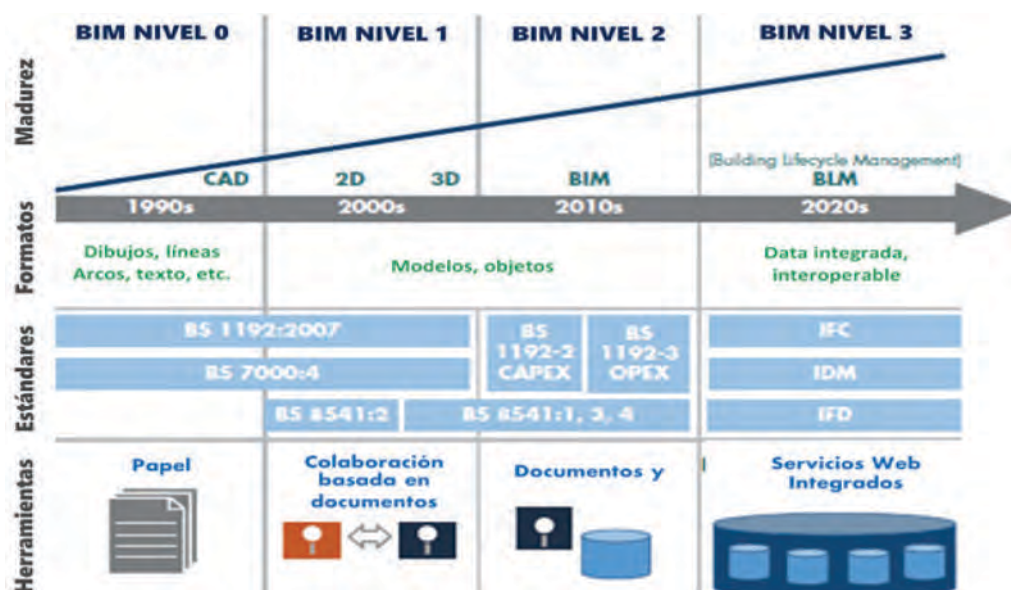 BIM NIVEL 0
BIM NIVEL 1
BIM NIVEL 2
BIM NIVEL 3
Madurez
(Building Lifecycle Management)
CAD
2D
3D
BIM
BLM
1990s
2000s
2010s
2020s
Formatos
Dibujos, líneas
Arcos, texto, etc.
Modelos, objetos
Data integrada,
interoperable
Estándares
BS 1192:2007
BS
1192-2
CAPEX
BS
1192-3
OPEX
IFC
BS 7000:4
IDM
BS 8541:2
BS 8541:1, 3, 4
IFD
Herramientas
Papel
Colaboración
basada en
documentos
Documentos y
Servicios Web
Integrados